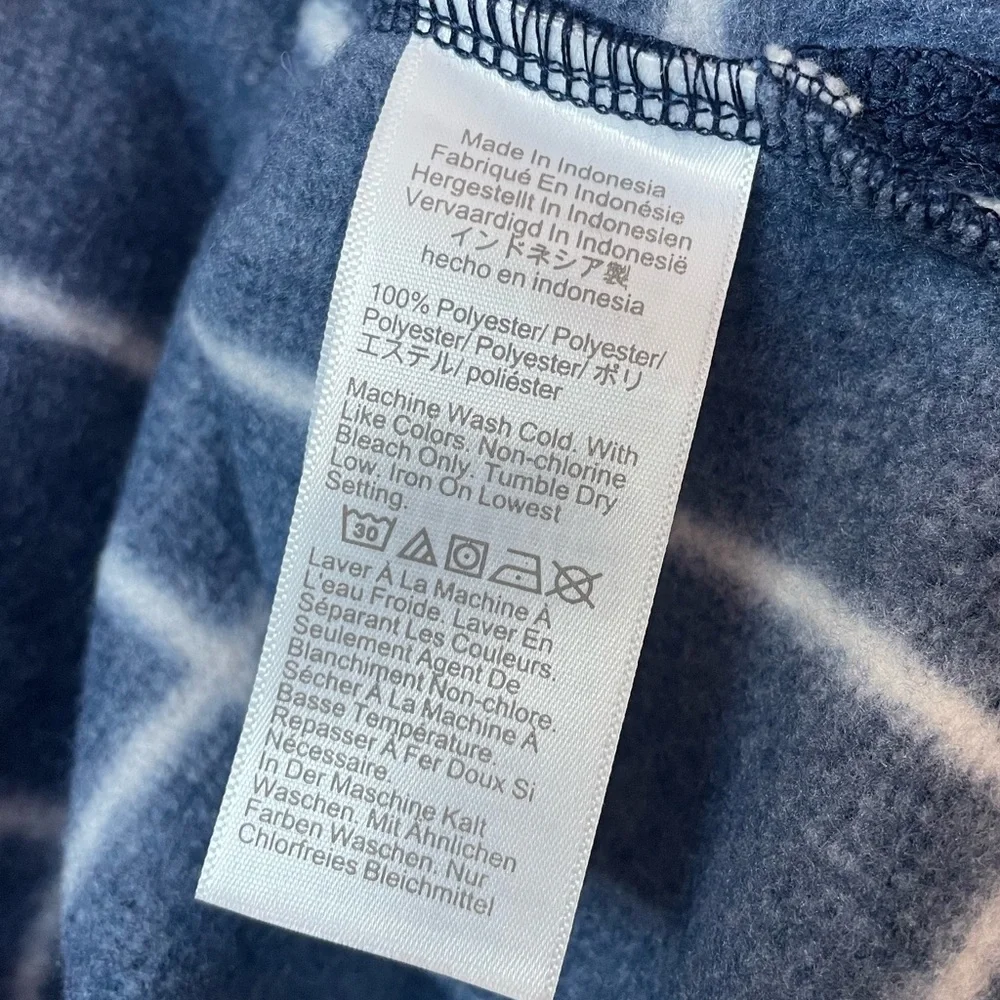 Made In Indonesia
Fabriqué En Indonésie
Hergestellt In Indonesien
Vervaardigd In Indonesië
インドネシア製
hecho en indonesia
100% Polyester/ Polyester/
Polyester/ Polyester/ ポリ
エステル/ poliéster
Machine Wash Cold. With
Like Colors. Non-chlorine
Bleach Only. Tumble Dry
Low. Iron On Lowest
Setting.
30
Laver À La Machine À
L'eau Froide. Laver En
Séparant Les Couleurs.
Seulement Agent De
Blanchiment Non-chlore.
Sécher À La Machine À
Basse Température.
Repasser À Fer Doux Si
Nécessaire.
In Der Maschine Kalt
Waschen. Mit Ähnlichen
Farben Waschen. Nur
Chlorfreies Bleichmittel